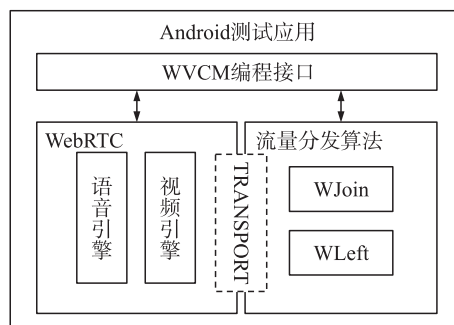 Android测试应用
WVCM编程接口
WebRTC
语音引擎
视频引擎
TRANSPORT
流量分发算法
WJoin
WLeft